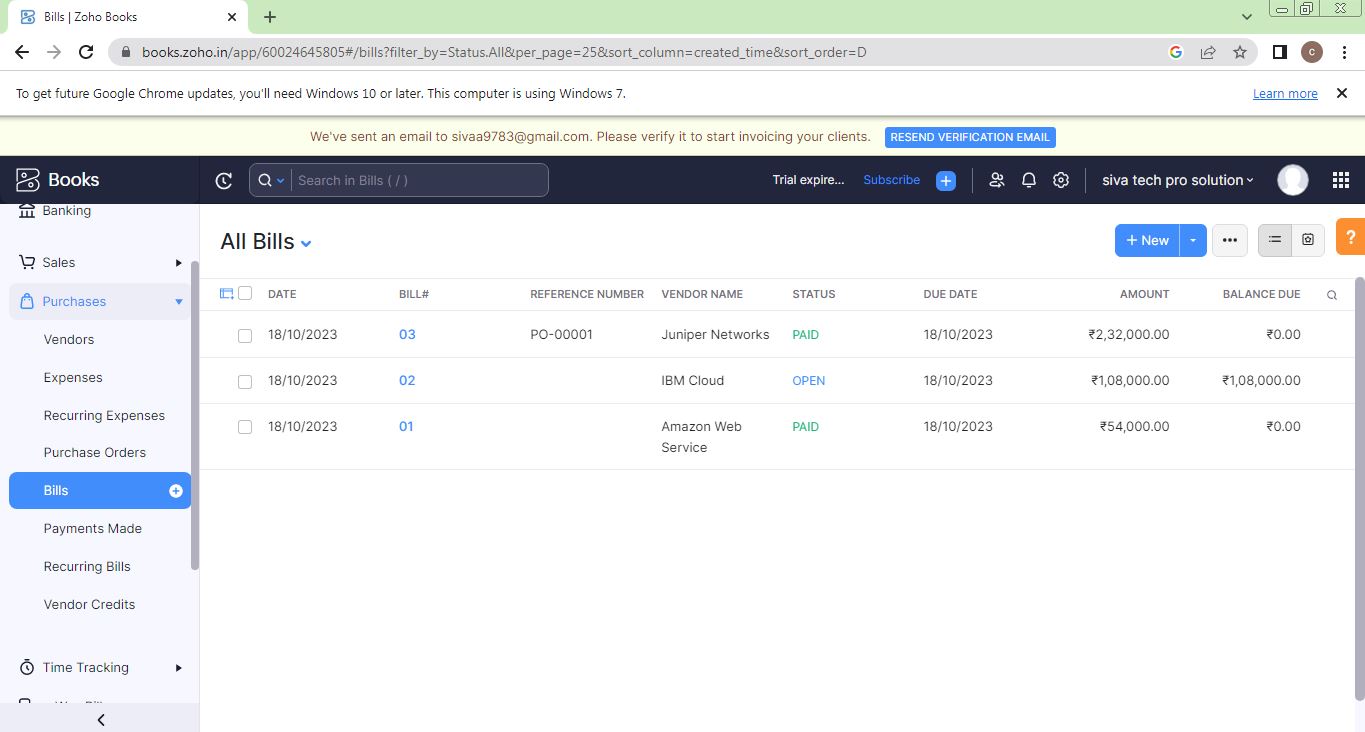 Bills | Zoho Books
books.zoho.in/app/60024645805#/bills?filter_by=Status.All&per_page=25&sort_column=created_time&sort_order=D
c
To get future Google Chrome updates, you'll need Windows 10 or later. This computer is using Windows 7. Learn more
We've sent an email to sivaa9783@gmail.com. Please verify it to start invoicing your clients. RESEND VERIFICATION EMAIL
Books Search in Bills ( / ) Trial expire... Subscribe siva tech pro solution
Banking
Sales
Purchases
Vendors
Expenses
Recurring Expenses
Purchase Orders
Bills
Payments Made
Recurring Bills
Vendor Credits
Time Tracking
All Bills
+ New ?
DATE BILL# REFERENCE NUMBER VENDOR NAME STATUS DUE DATE AMOUNT BALANCE DUE
18/10/2023 03 PO-00001 Juniper Networks PAID 18/10/2023 ₹2,32,000.00 ₹0.00
18/10/2023 02 IBM Cloud OPEN 18/10/2023 ₹1,08,000.00 ₹1,08,000.00
18/10/2023 01 Amazon Web Service PAID 18/10/2023 ₹54,000.00 ₹0.00